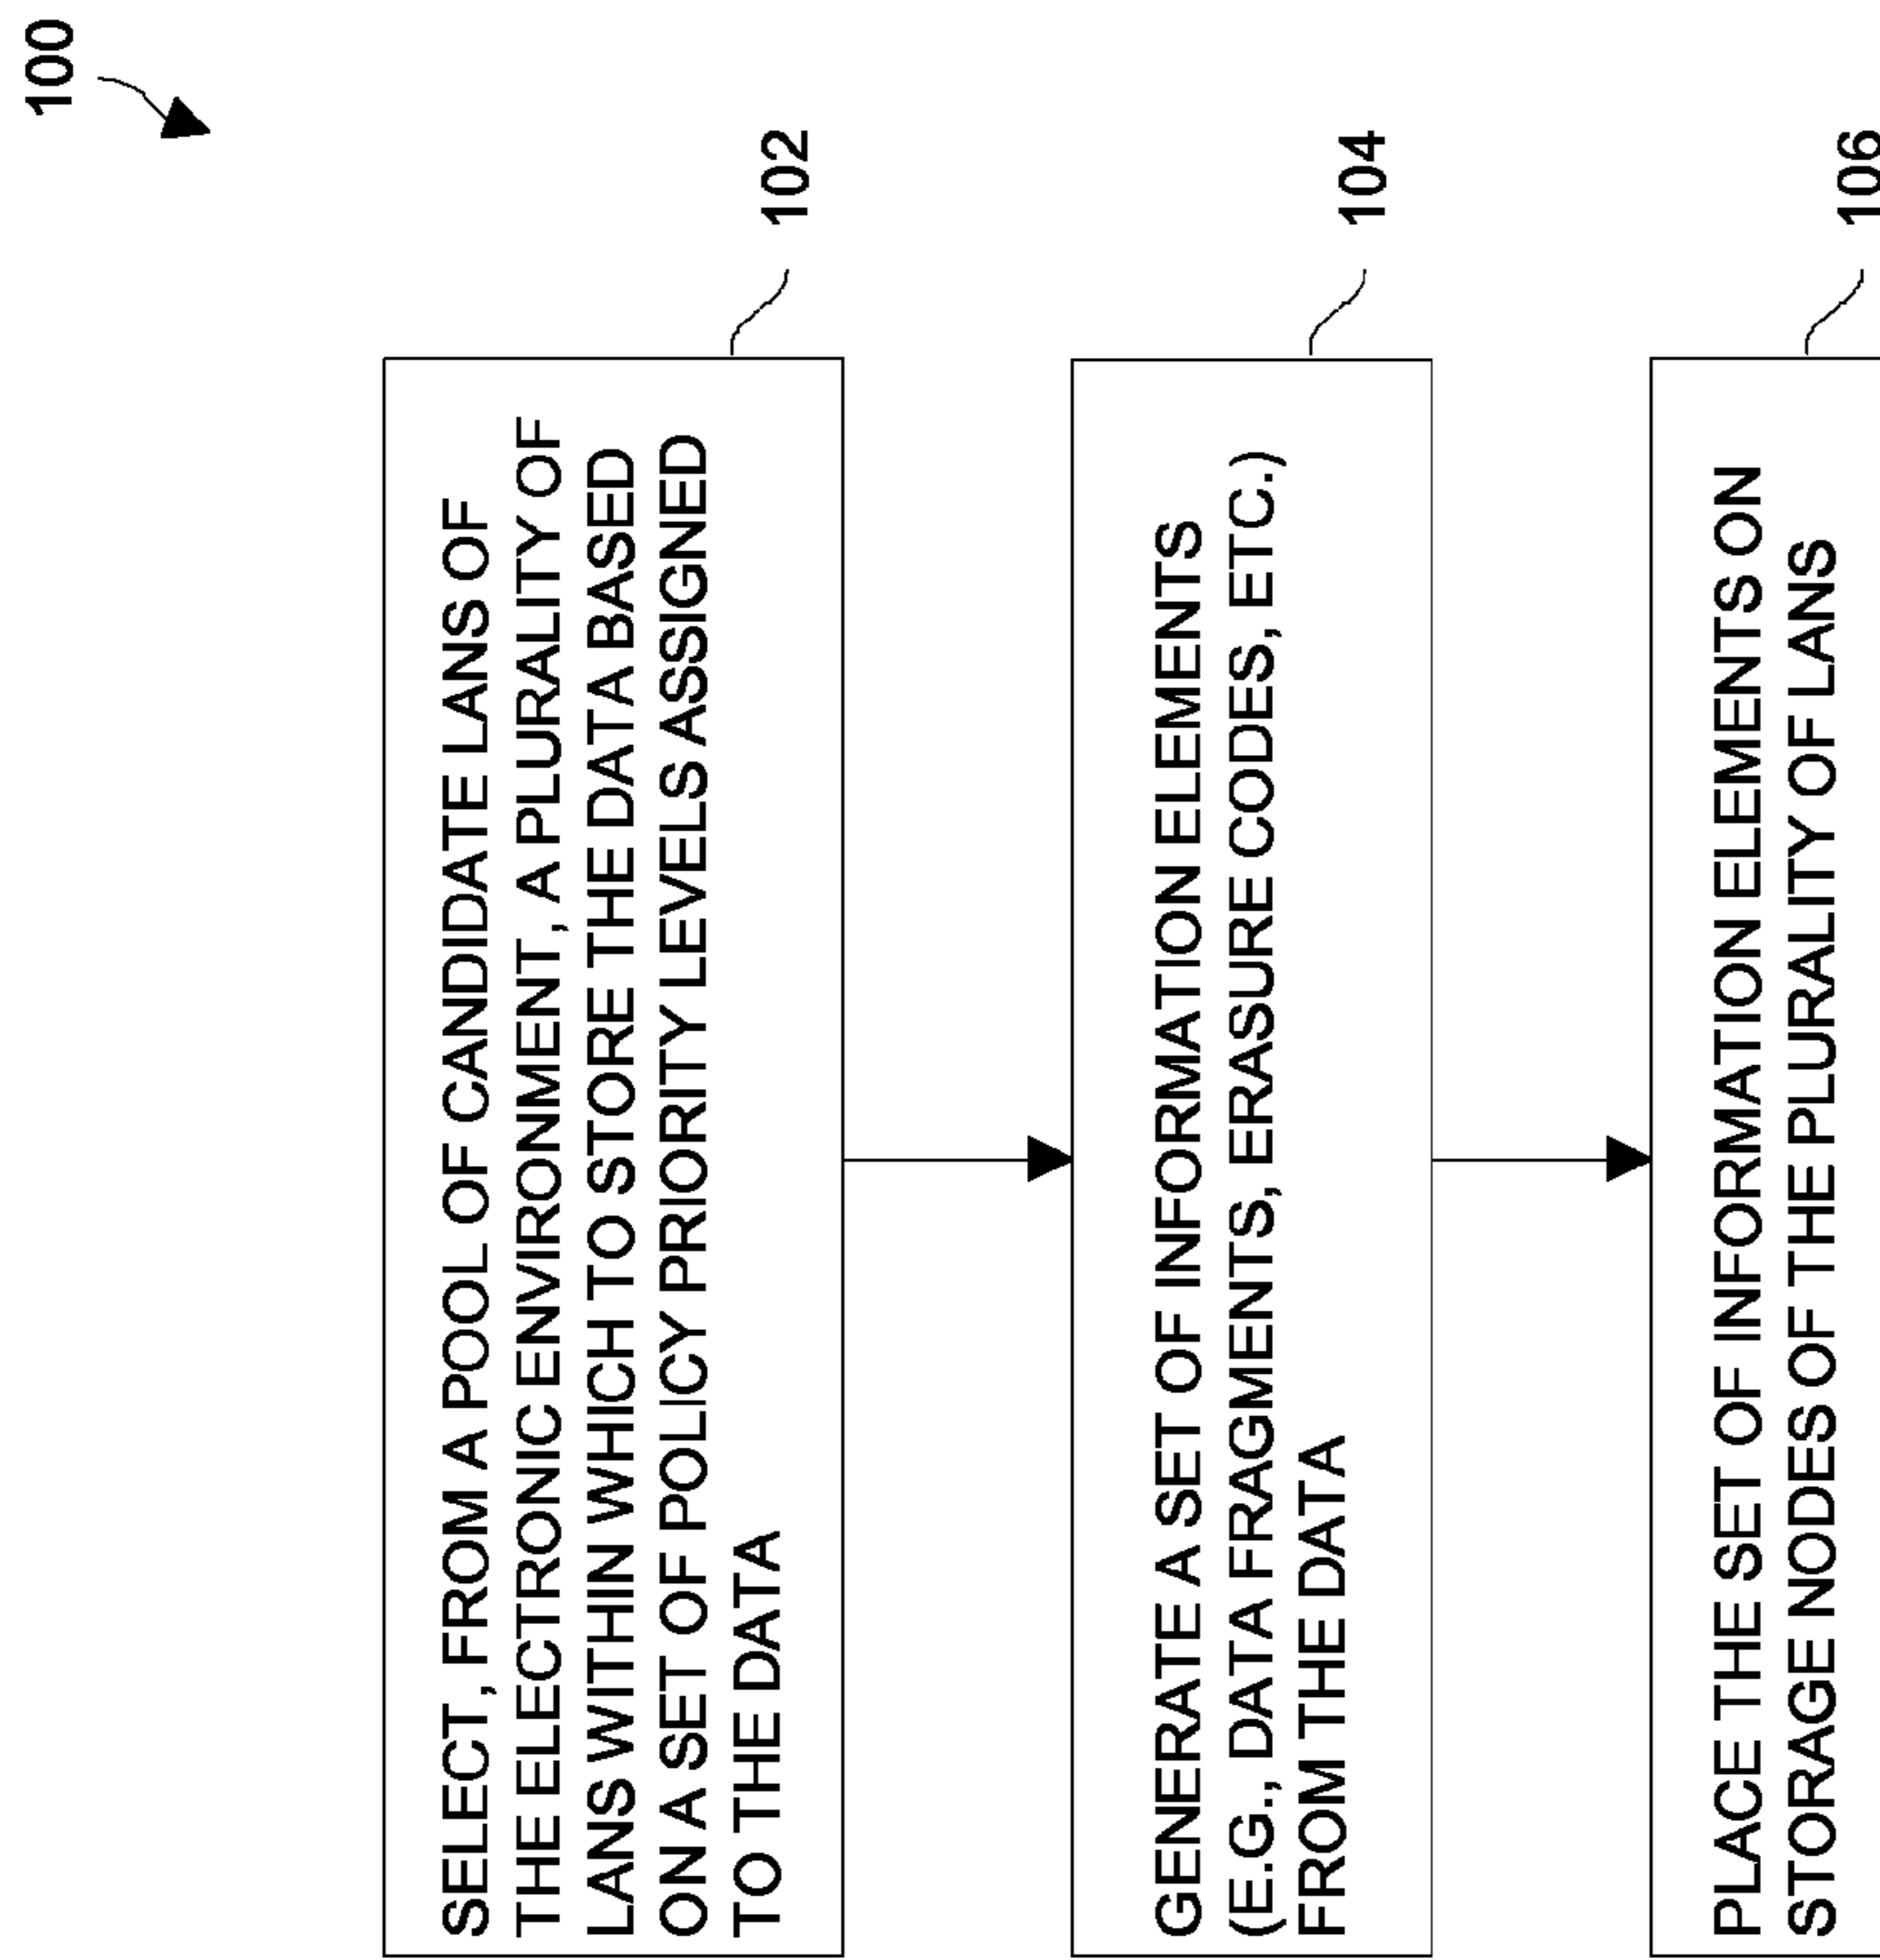 100
SELECT, FROM A POOL OF CANDIDATE LANS OF
THE ELECTRONIC ENVIRONMENT, A PLURALITY OF
LANS WITHIN WHICH TO STORE THE DATA BASED
ON A SET OF POLICY PRIORITY LEVELS ASSIGNED
TO THE DATA
102
GENERATE A SET OF INFORMATION ELEMENTS
(E.G., DATA FRAGMENTS, ERASURE CODES, ETC.)
FROM THE DATA
104
PLACE THE SET OF INFORMATION ELEMENTS ON
STORAGE NODES OF THE PLURALITY OF LANS
106